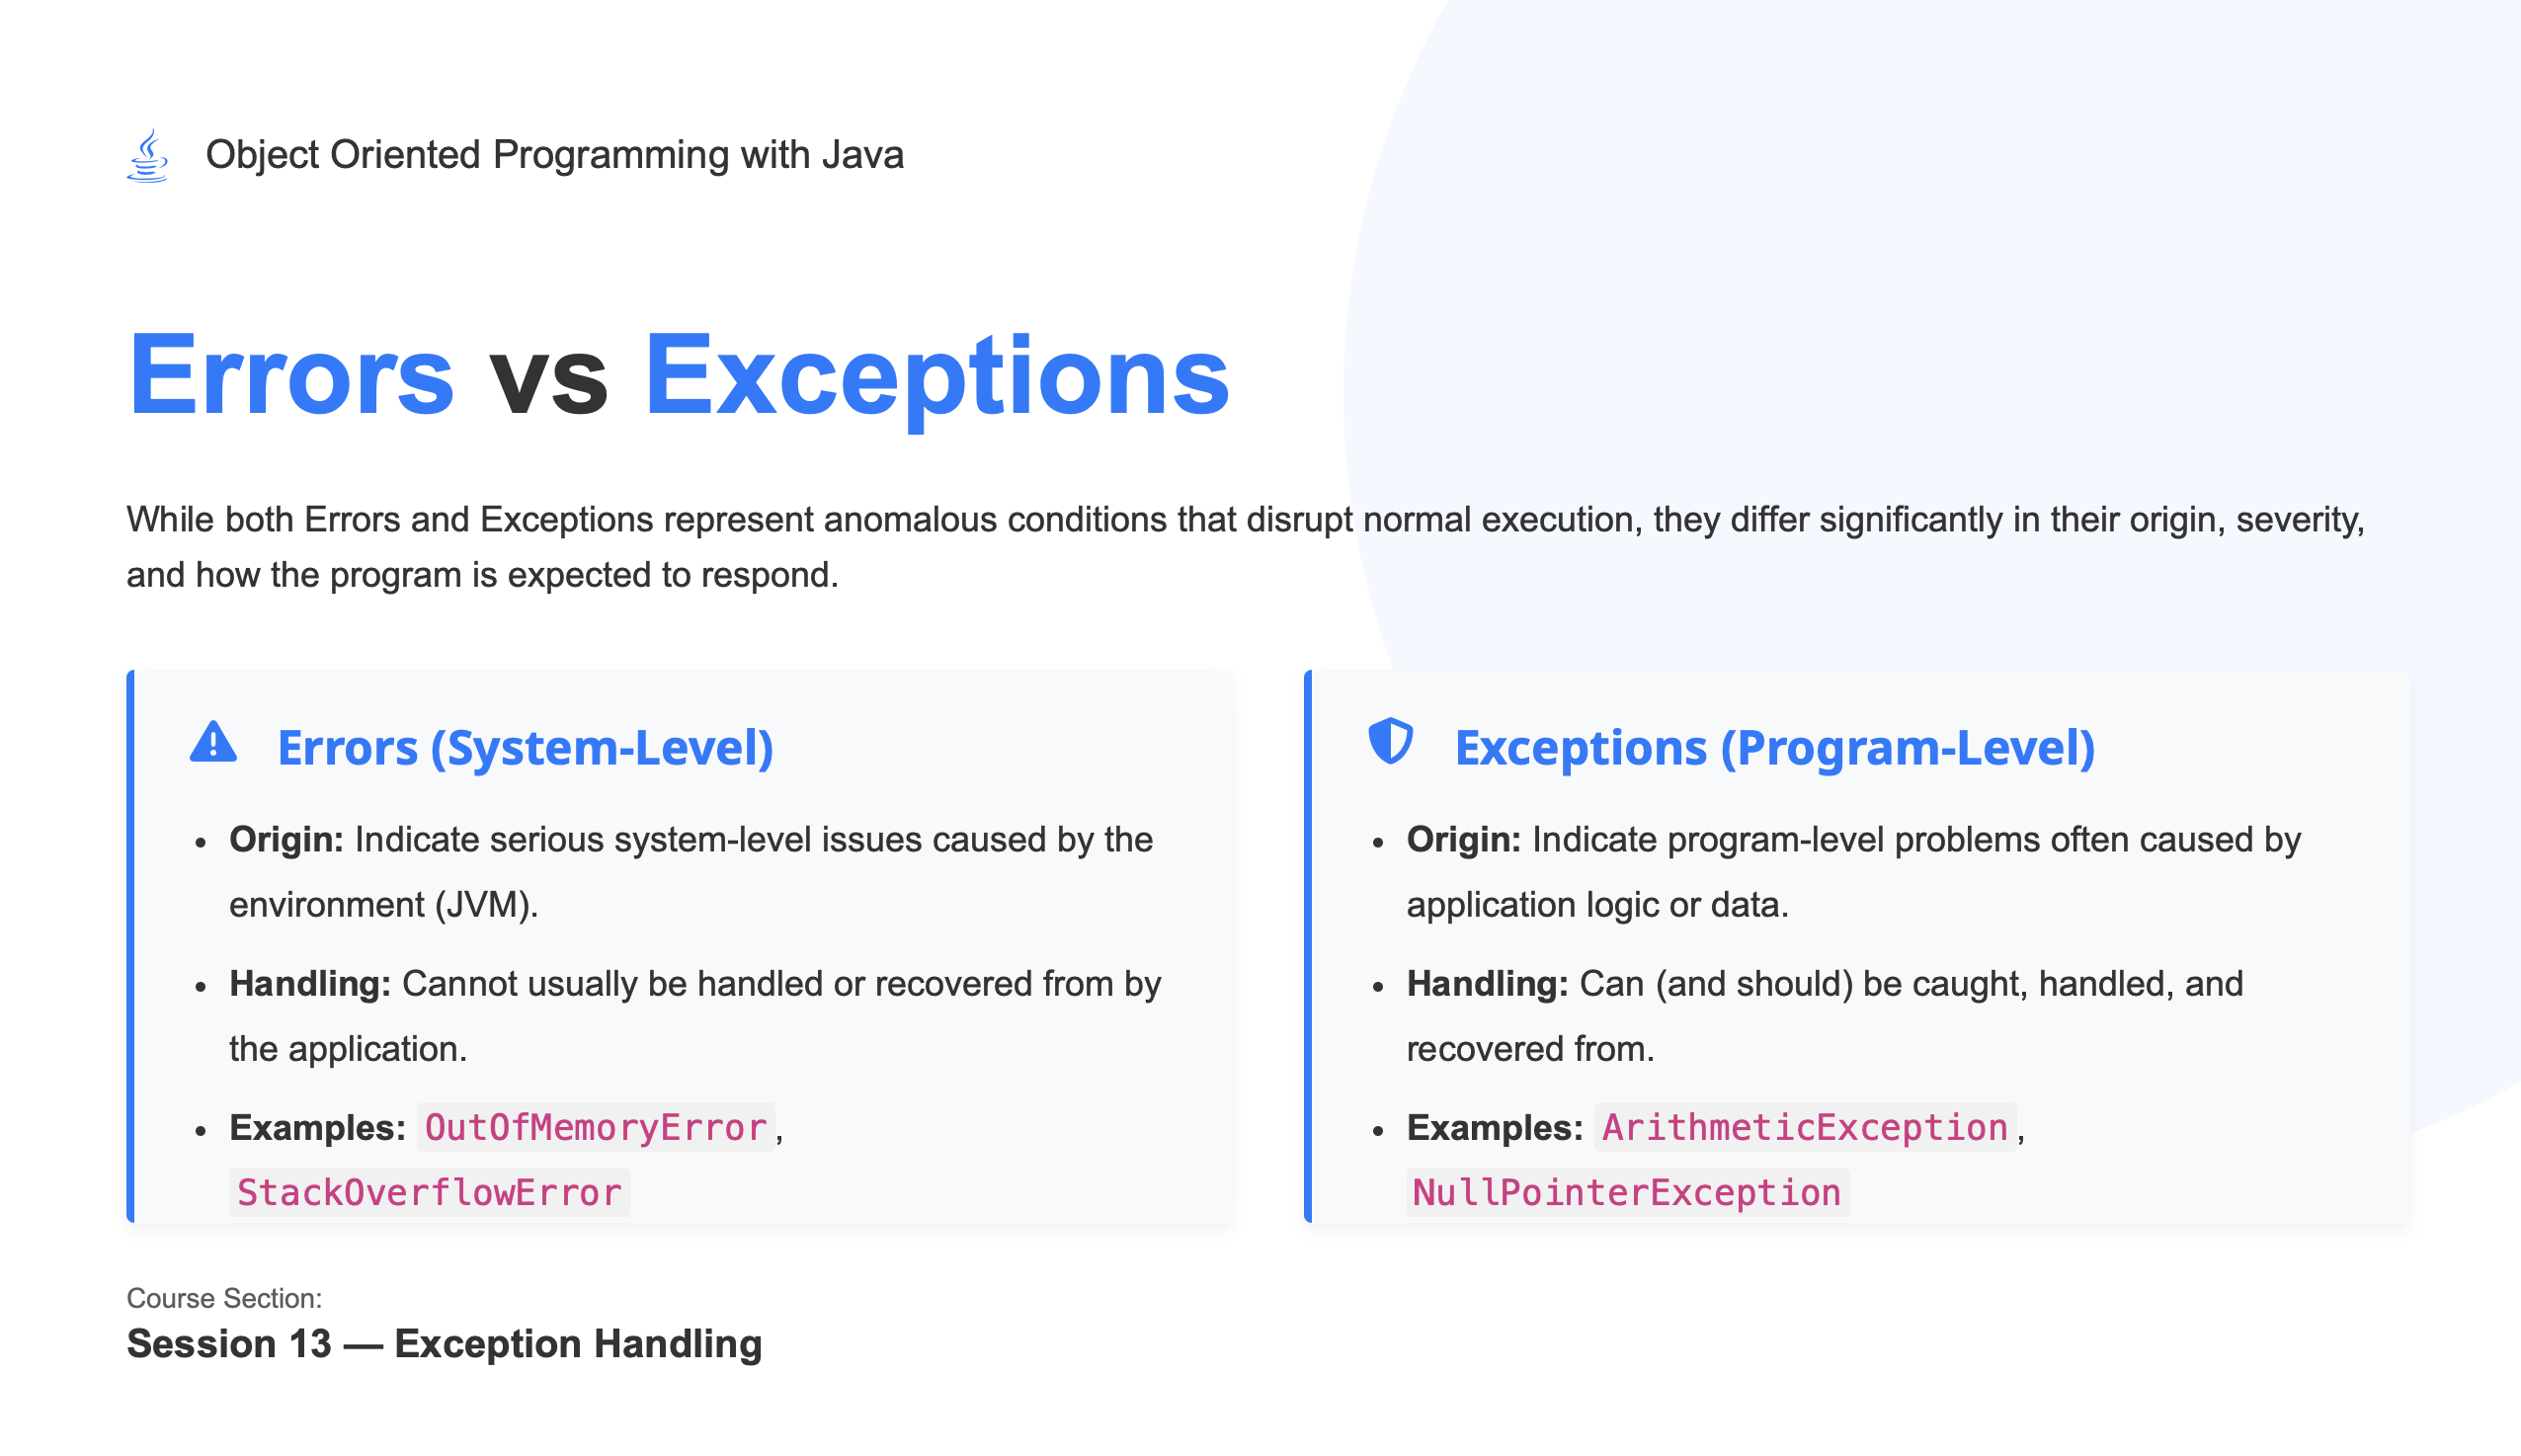 Object Oriented Programming with Java
Errors vs Exceptions
While both Errors and Exceptions represent anomalous conditions that disrupt normal execution, they differ significantly in their origin, severity,
and how the program is expected to respond.
Errors (System-Level)
• Origin: Indicate serious system-level issues caused by the
environment (JVM).
• Handling: Cannot usually be handled or recovered from by
the application.
• Examples: OutOfMemoryError,
StackOverflowError
Exceptions (Program-Level)
• Origin: Indicate program-level problems often caused by
application logic or data.
• Handling: Can (and should) be caught, handled, and
recovered from.
• Examples: ArithmeticException,
NullPointerException
Course Section:
Session 13 — Exception Handling